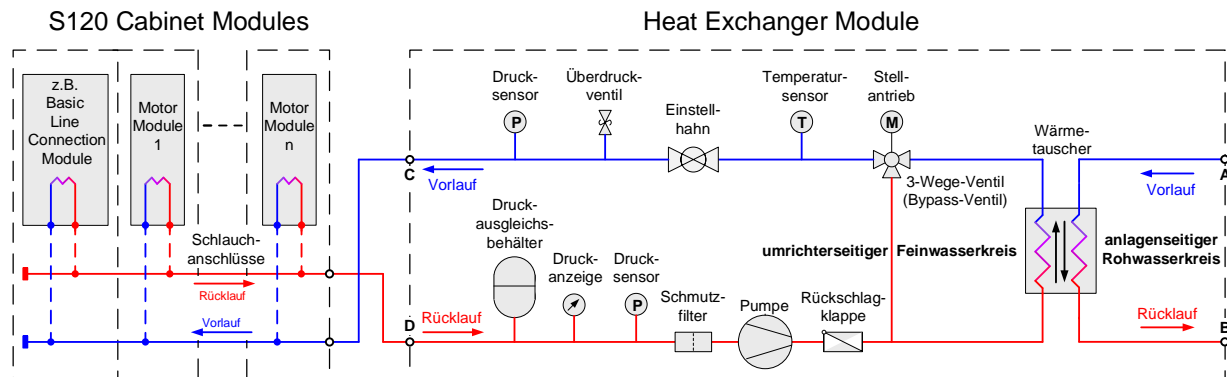 S120 Cabinet Modules
Heat Exchanger Module
z.B.
Basic
Line
Connection
Module
Motor
Module
1
Motor
Module
n
Schlauch-
anschlüsse
Rücklauf
Vorlauf
Druck-
sensor
P
Überdruck-
ventil
Einstell-
hahn
Temperatur-
sensor
T
Stell-
antrieb
M
3-Wege-Ventil
(Bypass-Ventil)
Wärme-
tauscher
C
Vorlauf
A
Vorlauf
Druck-
ausgleichs-
behälter
Druck-
anzeige
Druck-
sensor
P
Schmutz-
filter
Pumpe
Rückschlag-
klappe
umrichterseitiger Feinwasserkreis
anlagenseitiger
Rohwasserkreis
D
Rücklauf
B
Rücklauf